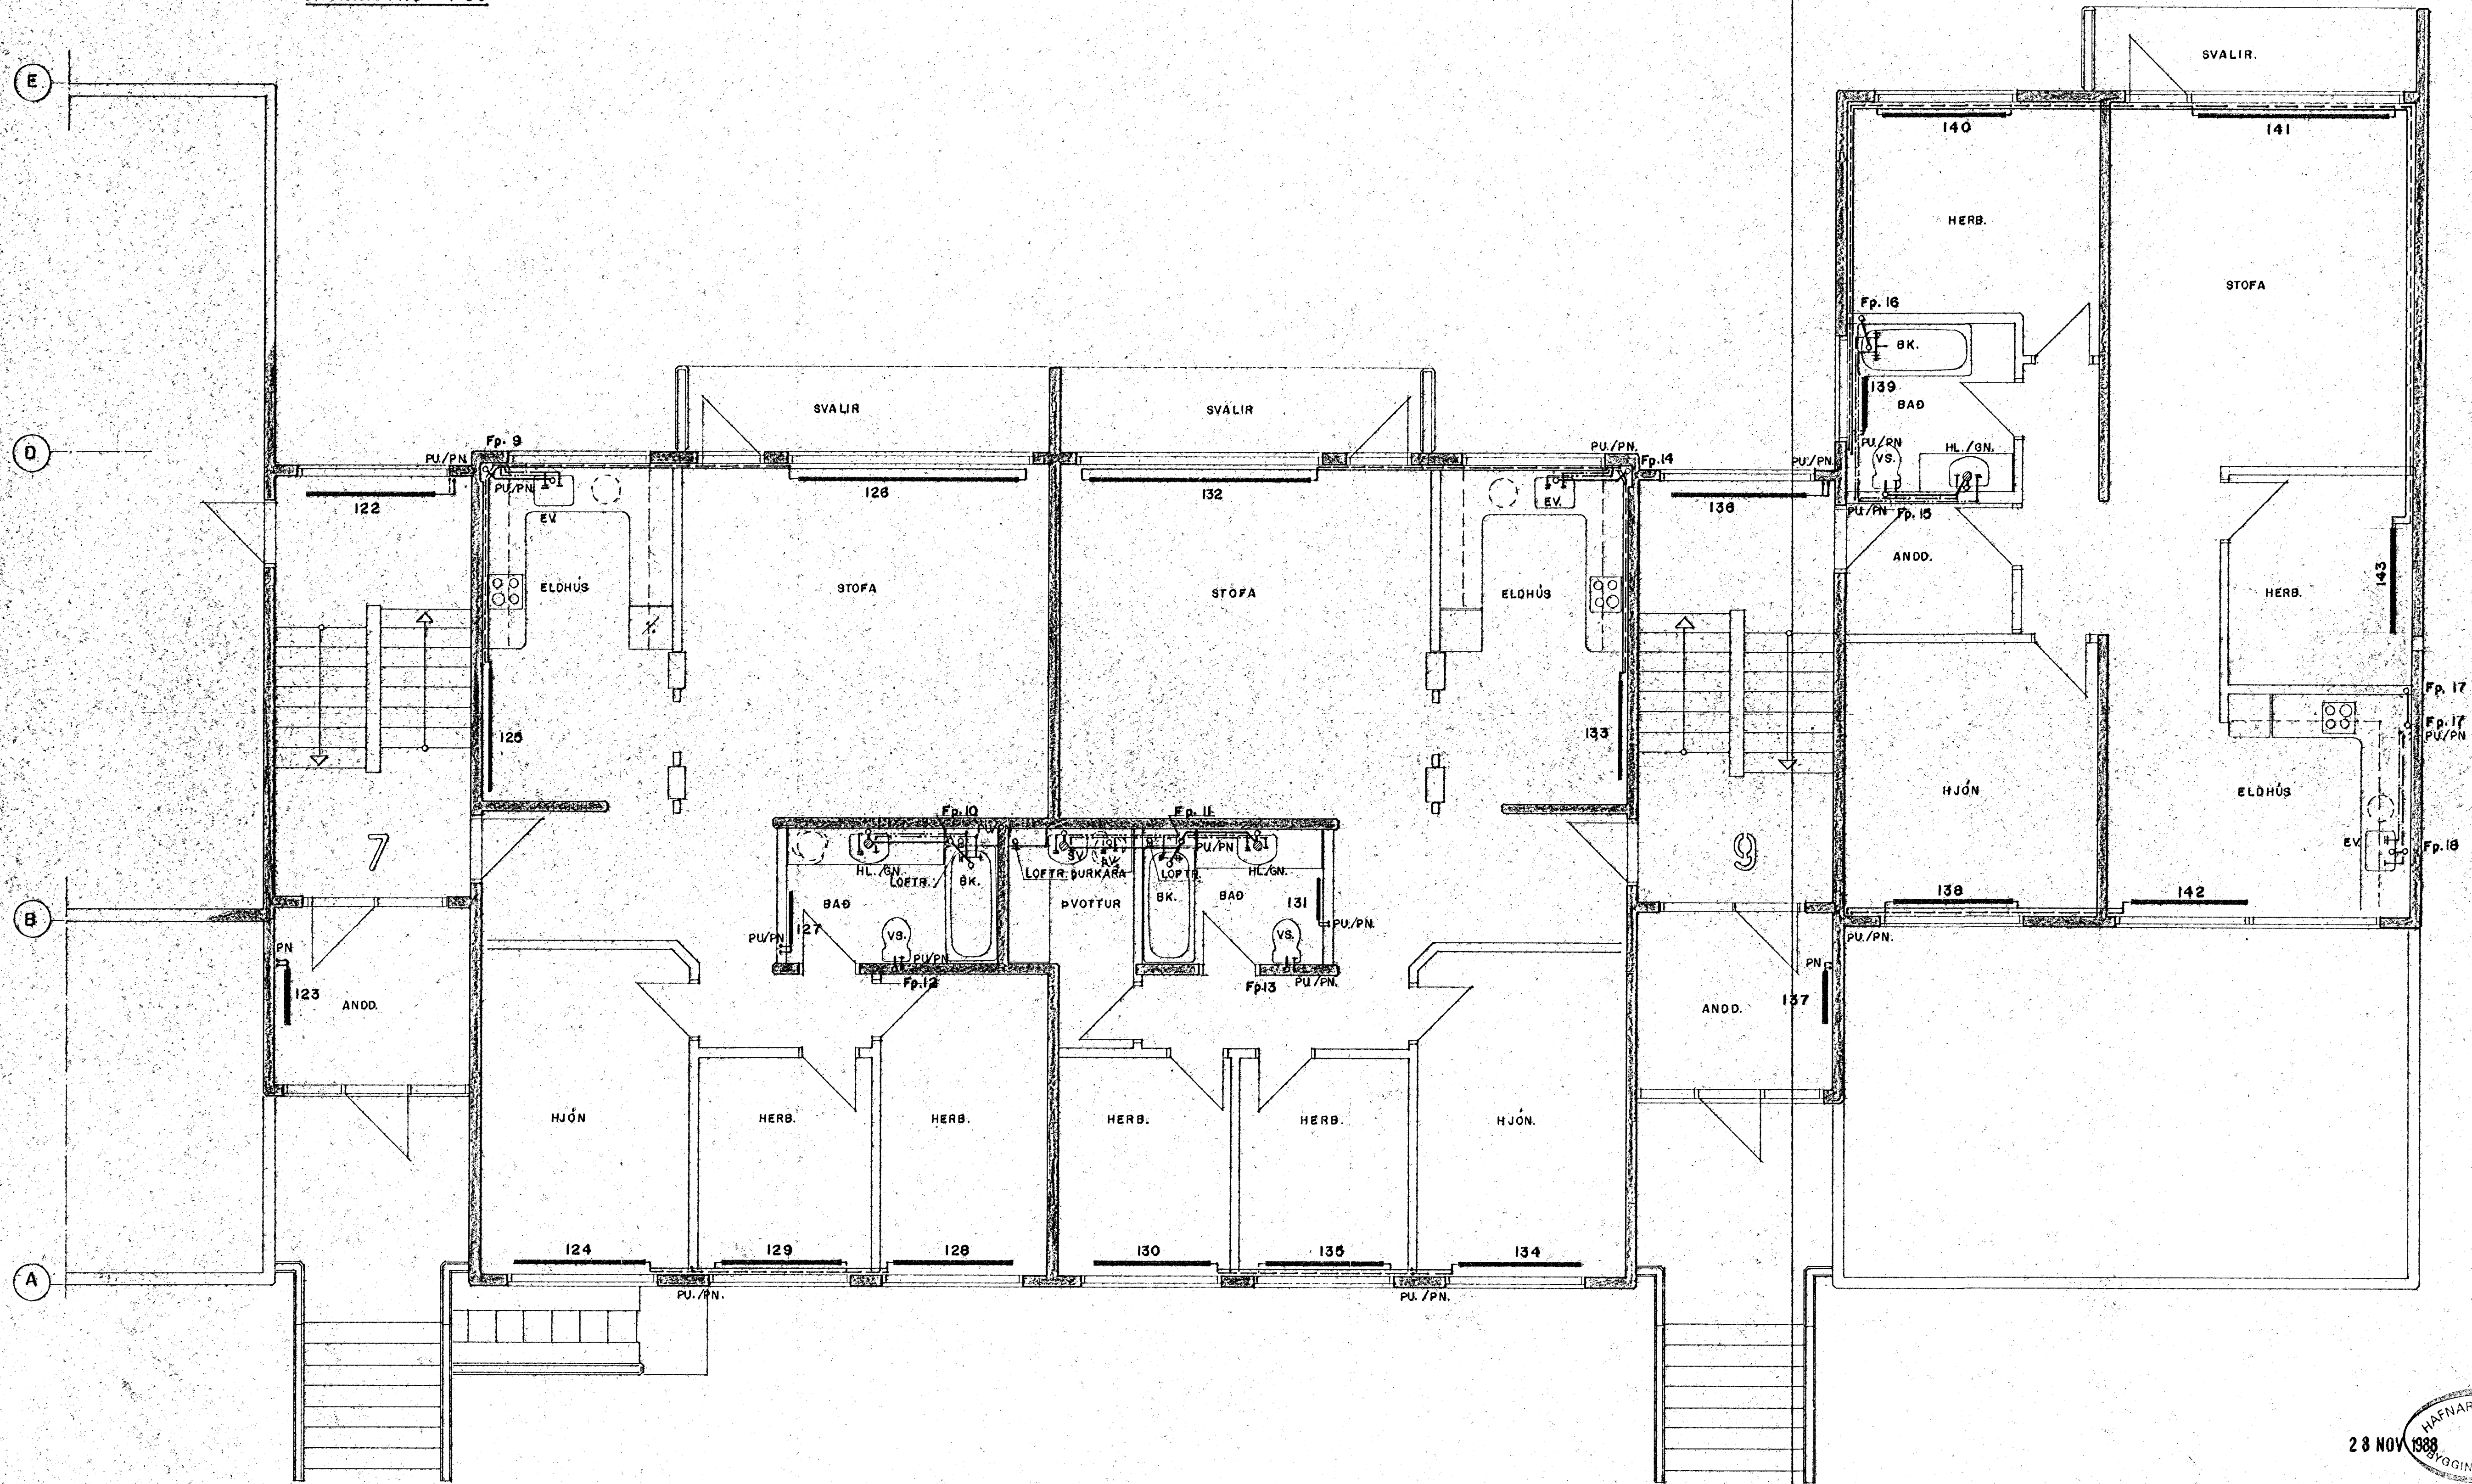 SVALIR.
E
140
141
HERB.
STOFA
Fp. 16
BK.
139
BAÐ
SVALIR
SVALIR
Fp. 9
PU./PN.
D
PU./PN.
Fp.14
PU./PN.
PU./PN
VS.
HL./GN.
PU/PN
122
EV.
126
132
EV.
136
PU./PN
Fp. 15
ANDD.
143
ELDHÚS
STOFA
STOFA
ELDHÚS
HERB.
Fp. 17
Fp.17
PU./PN
125
133
HJÓN
ELDHÚS
Fp.10
Fp. 11
7
9
EV.
Fp.18
SV.
AV.
PU/PN
HL./GN.
LOFTR.
BK.
LOFTR. ÞURKARA
LOFTR.
BK.
HL./GN.
BAÐ
ÞVOTTUR
BAÐ
131
138
142
B
127
VS.
VS.
PU./PN.
PU/PN
PU./PN.
PN
PU/PN
PN
Fp.12
Fp.13
PU./PN.
123
ANDD.
137
ANDD.
HJÓN
HERB.
HERB.
HERB.
HERB.
HJÓN.
124
129
128
130
135
134
A
PU./PN.
PU./PN.
28 NOV 1988